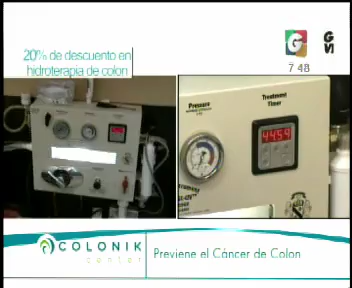 20% de descuento en
hidroterapia de colon
G
GVI
7 48
Pressure
Treatment
Timer
44:59
COLONIK
center
Previene el Cáncer de Colon